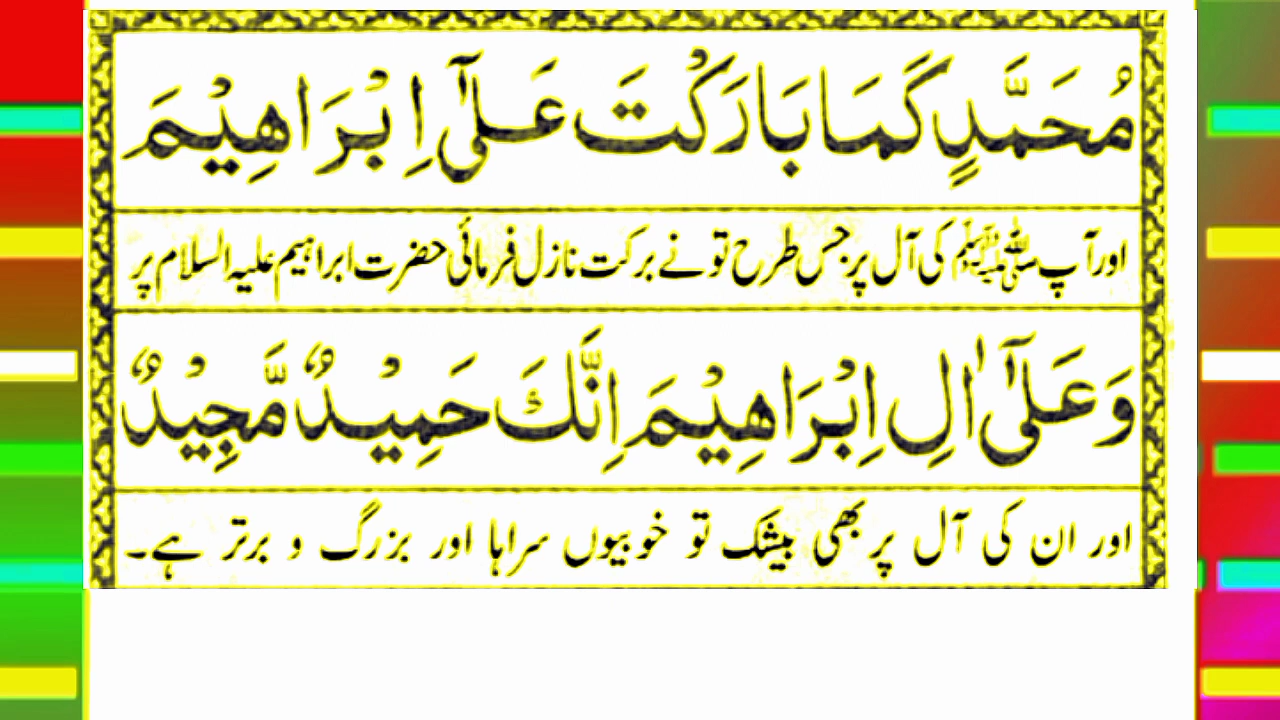 مُحَمَّدٍ كَمَا بَارَكْتَ عَلٰٓى اِبْرَاهِيْمَ
اور آپ ﷺ کی آل پر جس طرح تو نے برکت نازل فرمائی حضرت ابراہیم علیہ السلام پر
وَعَلٰٓى اٰلِ اِبْرَاهِيْمَ اِنَّكَ حَمِيْدٌ مَّجِيْدٌ
اور ان کی آل پر بھی بیشک تو خوبیوں سراہا اور بزرگ و برتر ہے۔